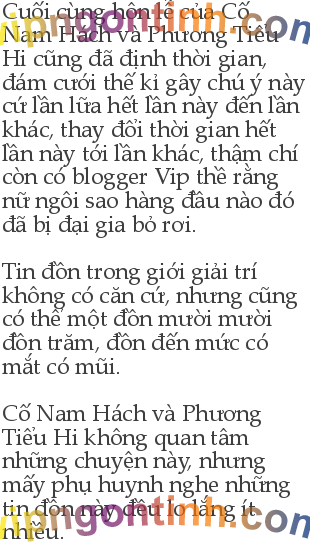 Cuối cùng hôn lễ của Cố
Nam Hách và Phương Tiểu
Hi cũng đã định thời gian,
đám cưới thế kỉ gây chú ý này
cứ lần lữa hết lần này đến lần
khác, thay đổi thời gian hết
lần này tới lần khác, thậm chí
còn có blogger Vip thề rằng
nữ ngôi sao hàng đầu nào đó
đã bị đại gia bỏ rơi.
Tin đồn trong giới giải trí
không có căn cứ, nhưng cũng
có thể một đồn mười mười
đồn trăm, đồn đến mức có
mắt có mũi.
Cố Nam Hách và Phương
Tiểu Hi không quan tâm
những chuyện này, nhưng
mấy phụ huynh nghe những
tin đồn này đều lo lắng ít
nhiều.
vipngontinh.com
vipngontinh.com